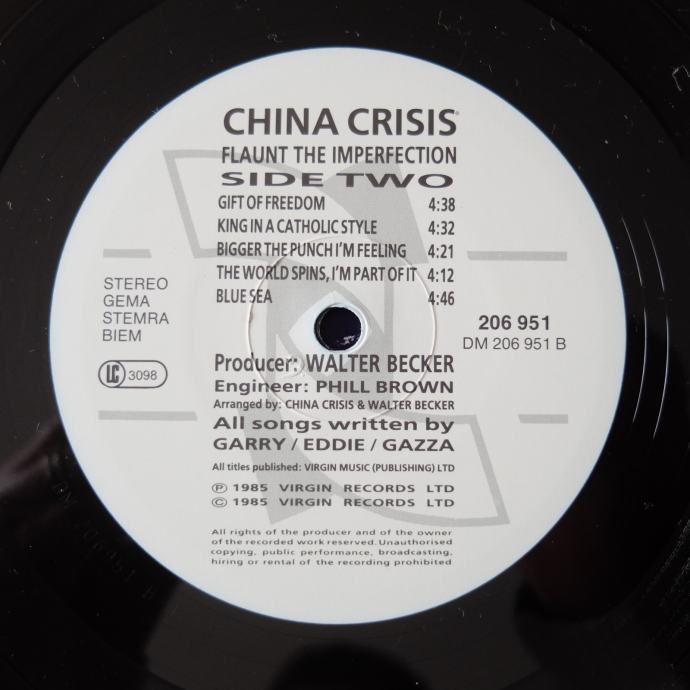 CHINA CRISIS
FLAUNT THE IMPERFECTION
SIDE TWO
GIFT OF FREEDOM 4:38
KING IN A CATHOLIC STYLE 4:32
BIGGER THE PUNCH I'M FEELING 4:21
THE WORLD SPINS, I'M PART OF IT 4:12
BLUE SEA 4:46
STEREO
GEMA
STEMRA
BIEM
LC 3098
206 951
DM 206 951 B
Producer: WALTER BECKER
Engineer: PHILL BROWN
Arranged by: CHINA CRISIS & WALTER BECKER
All songs written by
GARRY / EDDIE / GAZZA
All titles published: VIRGIN MUSIC (PUBLISHING) LTD
℗ 1985 VIRGIN RECORDS LTD
© 1985 VIRGIN RECORDS LTD
All rights of the producer and of the owner
of the recorded work reserved. Unauthorised
copying, public performance, broadcasting,
hiring or rental of the recording prohibited